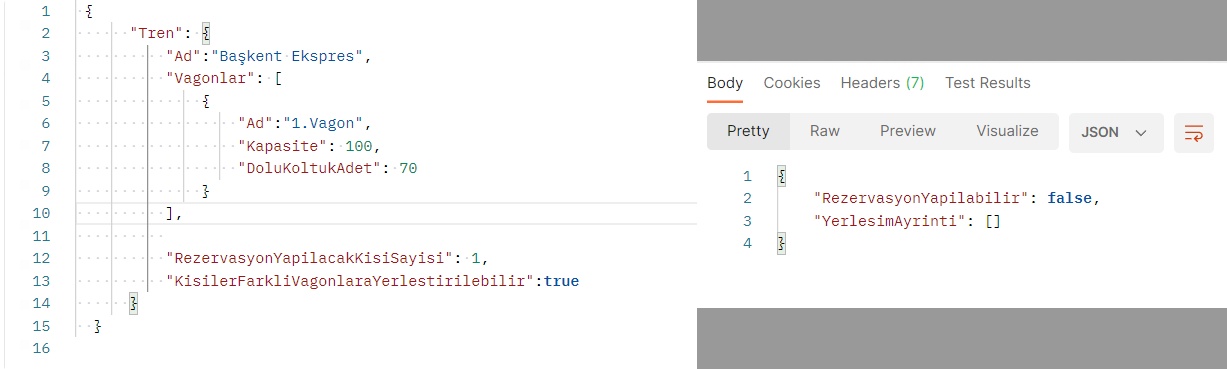 1 {
2 "Tren": {
3 "Ad":"Başkent Ekspres",
4 "Vagonlar": [
5 {
6 "Ad":"1.Vagon",
7 "Kapasite": 100,
8 "DoluKoltukAdet": 70
9 }
10 ],
11
12 "RezervasyonYapilacakKisiSayisi": 1,
13 "KisilerFarkliVagonlaraYerlestirilebilir":true
14 }
15 }
16
Body Cookies Headers (7) Test Results
Pretty Raw Preview Visualize JSON
1 {
2 "RezervasyonYapilabilir": false,
3 "YerlesimAyrinti": []
4 }